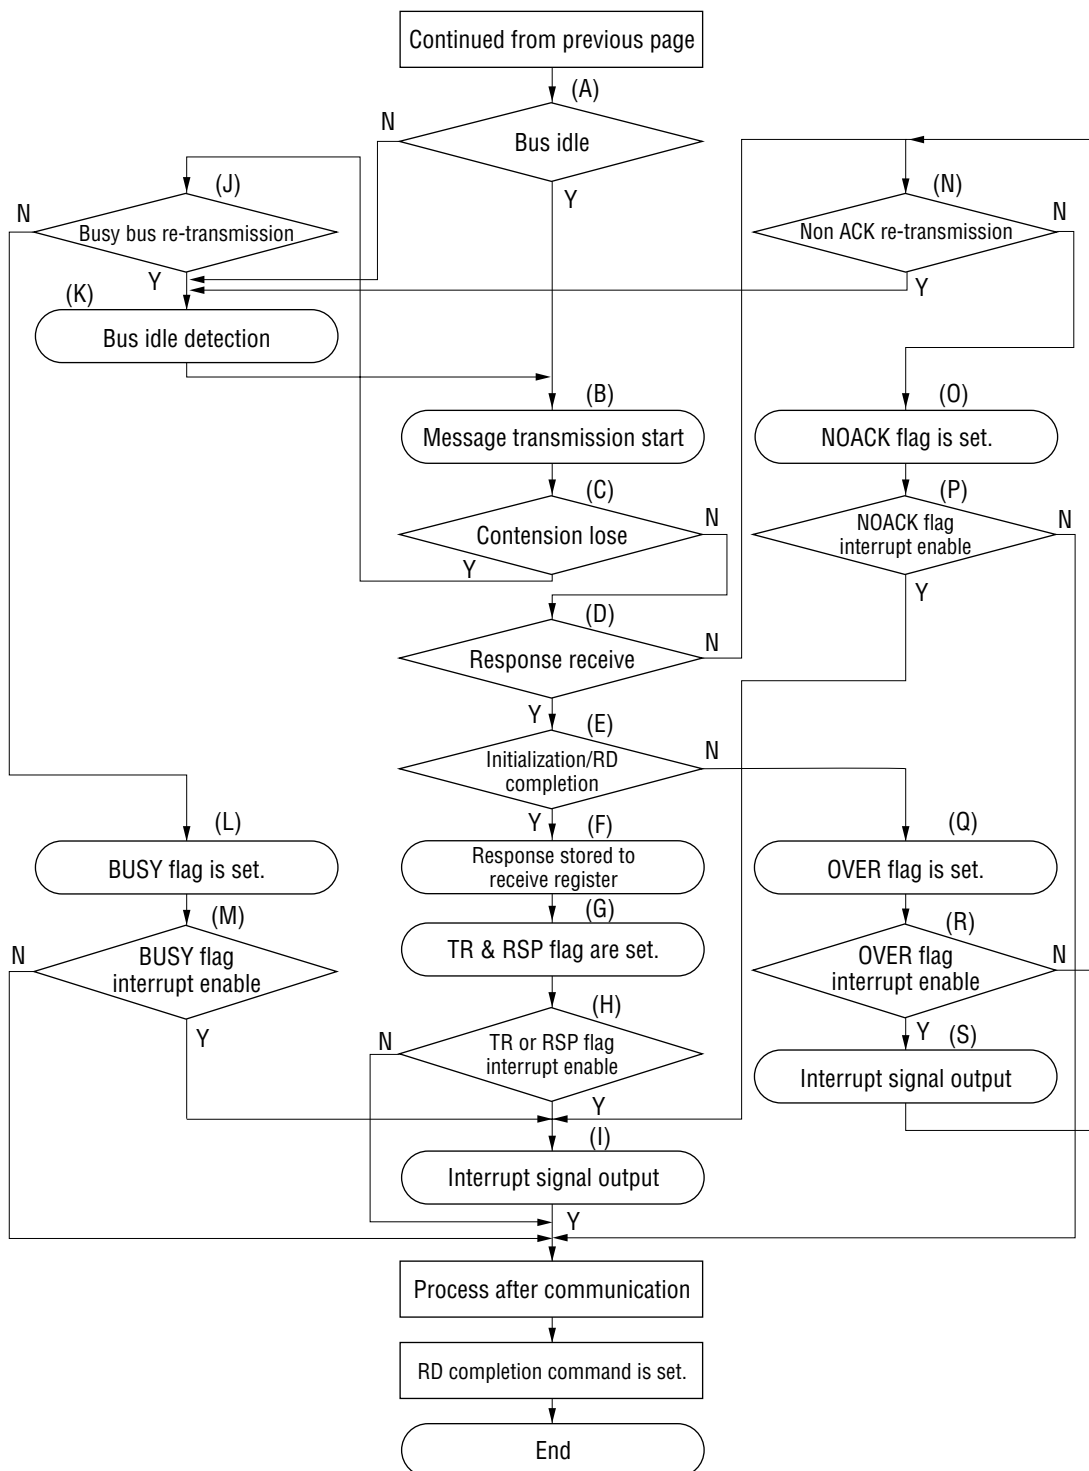 Continued from previous page
(A)
N
Bus idle
Y
(J)
N
Busy bus re-transmission
Y
(N)
N
Non ACK re-transmission
Y
(K)
Bus idle detection
(B)
Message transmission start
(O)
NOACK flag is set.
(C)
N
Contension lose
Y
(P)
N
NOACK flag
interrupt enable
Y
(D)
N
Response receive
Y
(E)
N
Initialization/RD
completion
Y
(F)
Response stored to
receive register
(L)
BUSY flag is set.
(Q)
OVER flag is set.
(G)
TR & RSP flag are set.
(M)
N
BUSY flag
interrupt enable
Y
(R)
OVER flag
interrupt enable
N
Y
(H)
N
TR or RSP flag
interrupt enable
Y
(S)
Interrupt signal output
(I)
Interrupt signal output
Y
Process after communication
RD completion command is set.
End